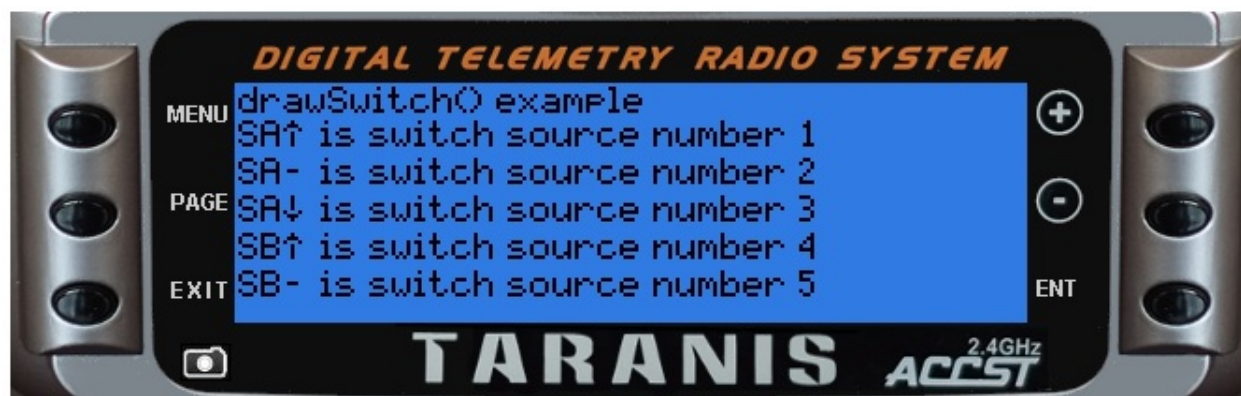 DIGITAL TELEMETRY RADIO SYSTEM
MENU
PAGE
EXIT
drawSwitch() example
SA↑ is switch source number 1
SA- is switch source number 2
SA↓ is switch source number 3
SB↑ is switch source number 4
SB- is switch source number 5
+
-
ENT
TARANIS
2.4GHz
ACCST